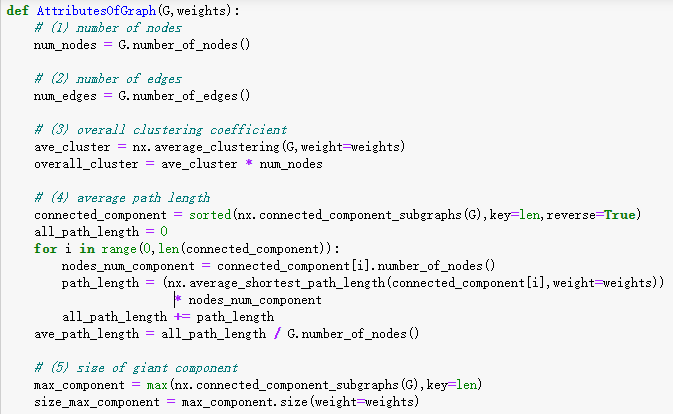 def AttributesOfGraph(G,weights):
    # (1) number of nodes
    num_nodes = G.number_of_nodes()
    # (2) number of edges
    num_edges = G.number_of_edges()
    # (3) overall clustering coefficient
    ave_cluster = nx.average_clustering(G,weight=weights)
    overall_cluster = ave_cluster * num_nodes
    # (4) average path length
    connected_component = sorted(nx.connected_component_subgraphs(G),key=len,reverse=True)
    all_path_length = 0
    for i in range(0,len(connected_component)):
        nodes_num_component = connected_component[i].number_of_nodes()
        path_length = (nx.average_shortest_path_length(connected_component[i],weight=weights))
                        * nodes_num_component
        all_path_length += path_length
    ave_path_length = all_path_length / G.number_of_nodes()
    # (5) size of giant component
    max_component = max(nx.connected_component_subgraphs(G),key=len)
    size_max_component = max_component.size(weight=weights)